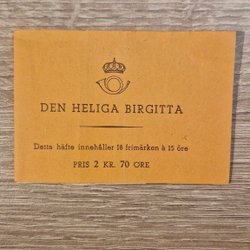 DEN HELIGA BIRGITTA
Detta häfte innehåller 18 frimärken à 15 öre
PRIS 2 KR. 70 ÖRE